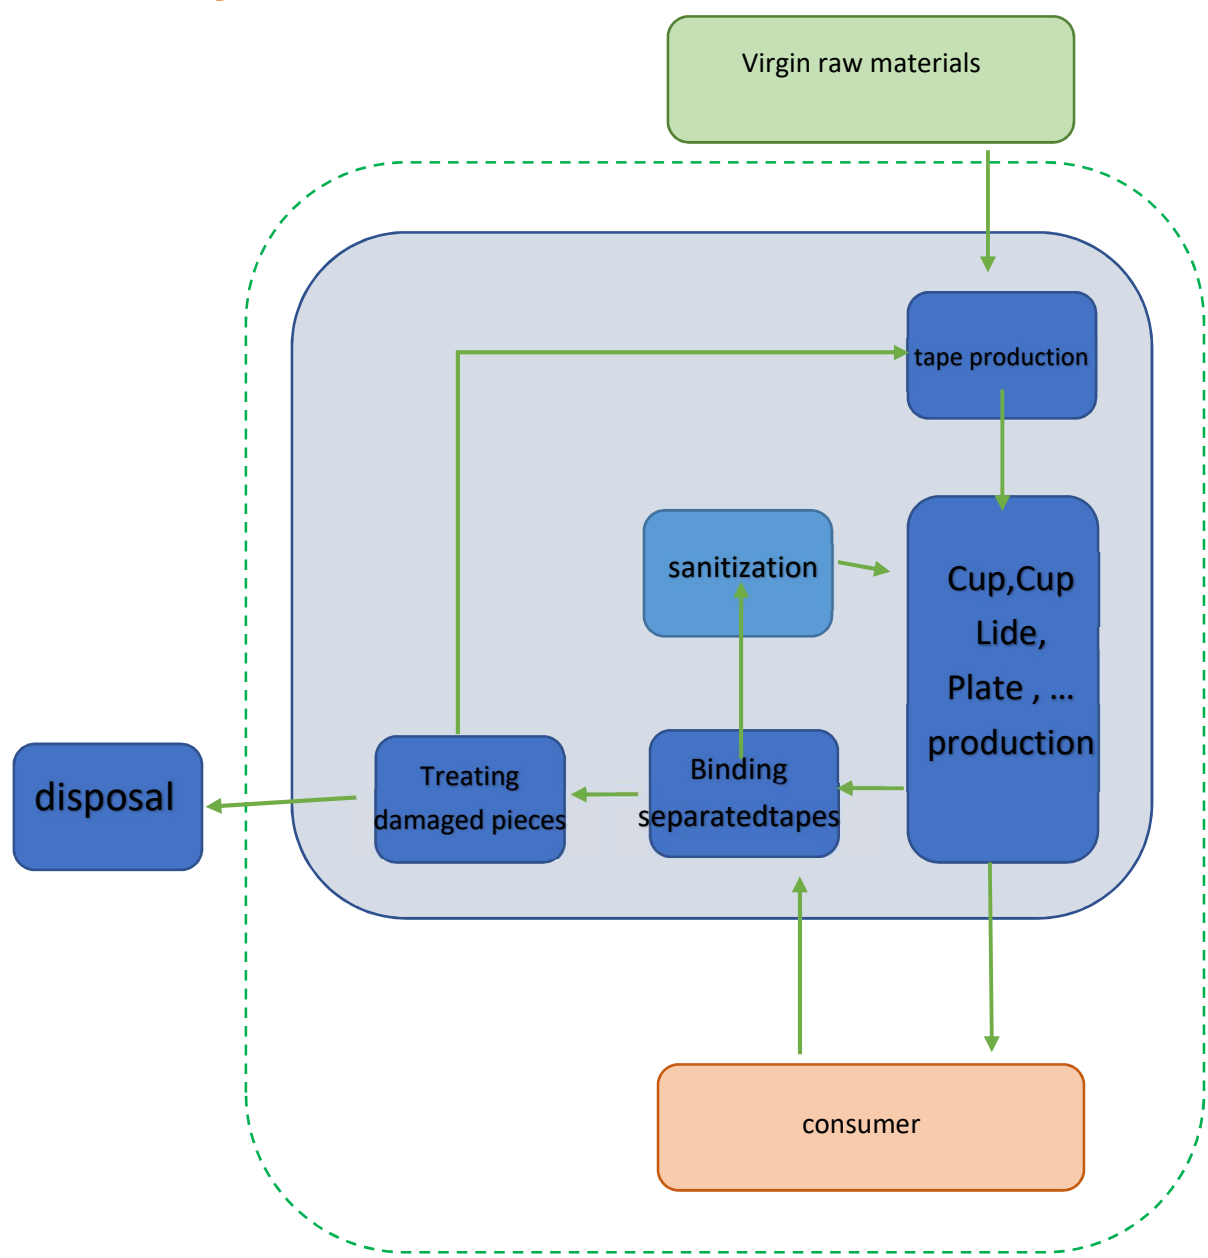 Virgin raw materials
tape production
sanitization
Cup,Cup
Lide,
Plate , ...
production
disposal
Treating
damaged pieces
Binding
separatedtapes
consumer